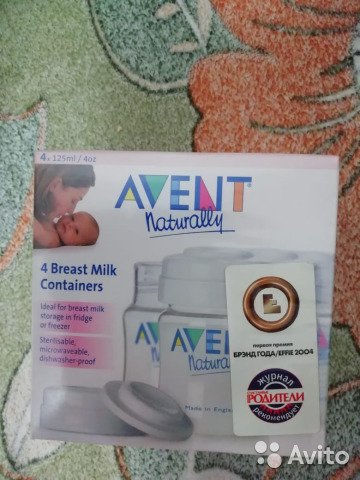 4x 125ml / 4oz
AVENT®
Naturally
4 Breast Milk
Containers
Ideal for breast milk
storage in fridge
or freezer
Sterilisable,
microwaveable,
dishwasher-proof
AVENT
Naturally
Made in England
E
первая премия
БРЭНД ГОДА/EFFIE 2004
журнал
РОДИТЕЛИ
рекомендует
Avito